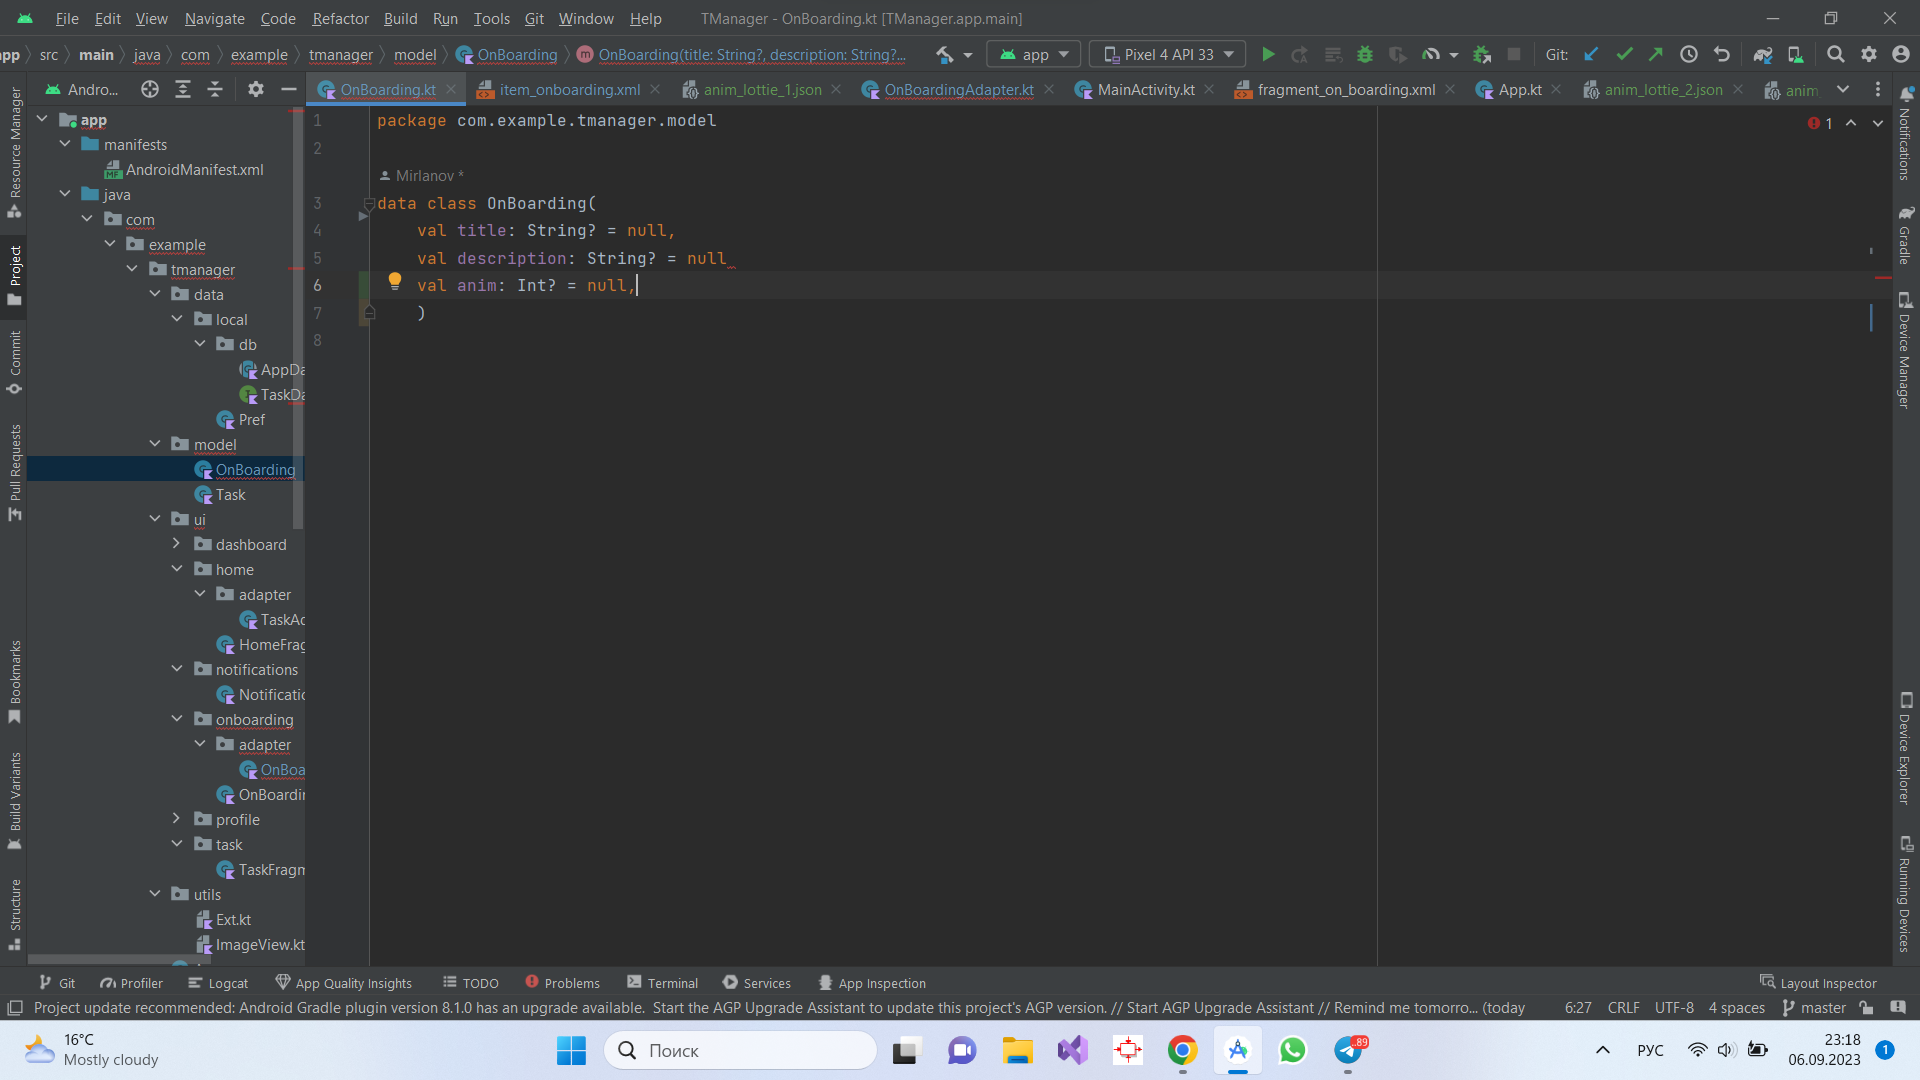 File Edit View Navigate Code Refactor Build Run Tools Git Window Help TManager - OnBoarding.kt [TManager.app.main]
app src main java com example tmanager model OnBoarding OnBoarding(title: String?, description: String?... app Pixel 4 API 33 Git:
Andro... OnBoarding.kt item_onboarding.xml anim_lottie_1.json OnBoardingAdapter.kt MainActivity.kt fragment_on_boarding.xml App.kt anim_lottie_2.json anim
Resource Manager
Project
Commit
Pull Requests
Bookmarks
Build Variants
Structure
app
manifests
AndroidManifest.xml
java
com
example
tmanager
data
local
db
AppDa
TaskDa
Pref
model
OnBoarding
Task
ui
dashboard
home
adapter
TaskAd
HomeFrag
notifications
Notificatio
onboarding
adapter
OnBoa
OnBoardin
profile
task
TaskFragm
utils
Ext.kt
ImageView.kt
1 package com.example.tmanager.model
2
Mirlanov *
3 data class OnBoarding(
4 val title: String? = null,
5 val description: String? = null
6 val anim: Int? = null,
7 )
8
1
Notifications
Gradle
Device Manager
Device Explorer
Running Devices
Git Profiler Logcat App Quality Insights TODO Problems Terminal Services App Inspection Layout Inspector
Project update recommended: Android Gradle plugin version 8.1.0 has an upgrade available. Start the AGP Upgrade Assistant to update this project's AGP version. // Start AGP Upgrade Assistant // Remind me tomorro... (today 6:27 CRLF UTF-8 4 spaces master
16°C
Mostly cloudy
Поиск
89
РУС
23:18
06.09.2023
1